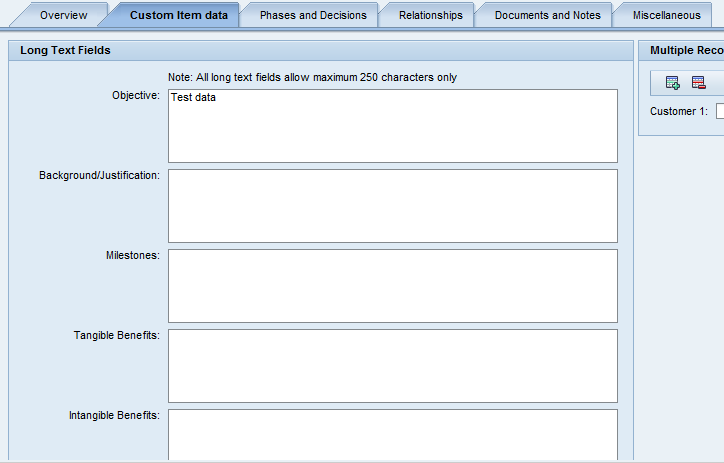 Overview
Custom Item data
Phases and Decisions
Relationships
Documents and Notes
Miscellaneous
Long Text Fields
Multiple Reco
Note: All long text fields allow maximum 250 characters only
Objective: Test data
Customer 1:
Background/Justification:
Milestones:
Tangible Benefits:
Intangible Benefits: